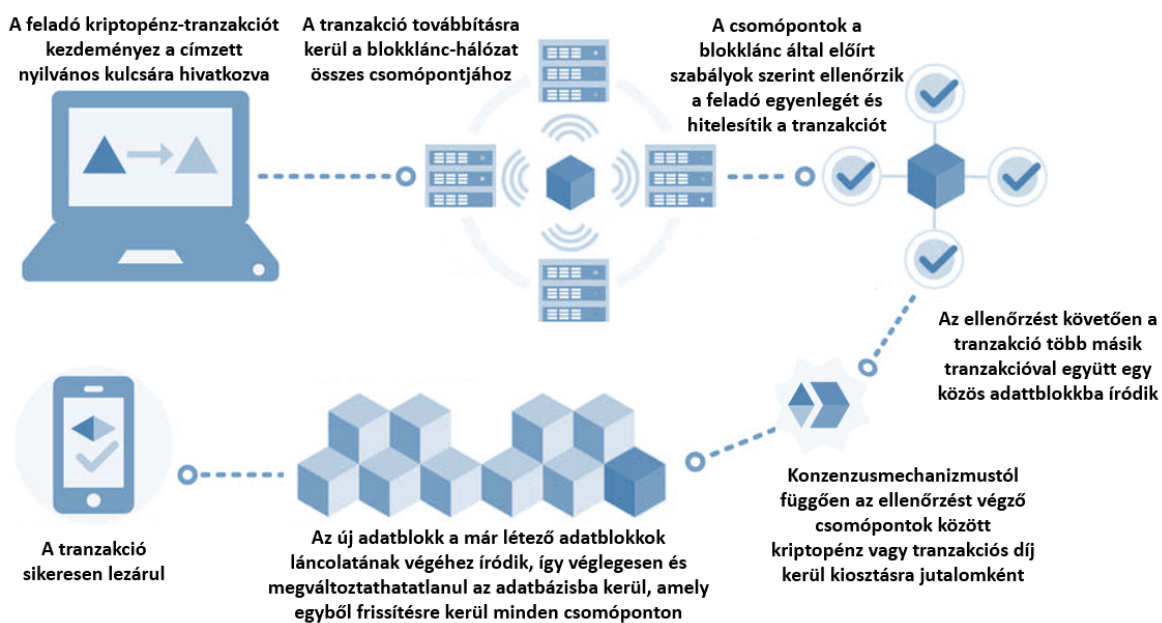 A feladó kriptopénz-tranzakciót
kezdeményez a címzett
nyilvános kulcsára hivatkozva
A tranzakció továbbításra
kerül a blokklánc-hálózat
összes csomópontjához
A csomópontok a
blokklánc által előírt
szabályok szerint ellenőrzik
a feladó egyenlegét és
hitelesítik a tranzakciót
Az ellenőrzést követően a
tranzakció több másik
tranzakcióval együtt egy
közös adattblokkba íródik
Konzenzusmechanizmustól
függően az ellenőrzést végző
csomópontok között
kriptopénz vagy tranzakciós díj
kerül kiosztásra jutalomként
Az új adatblokk a már létező adatblokkok
láncolatának végéhez íródik, így véglegesen és
megváltoztathatatlanul az adatbázisba kerül, amely
egyből frissítésre kerül minden csomóponton
A tranzakció
sikeresen lezárul